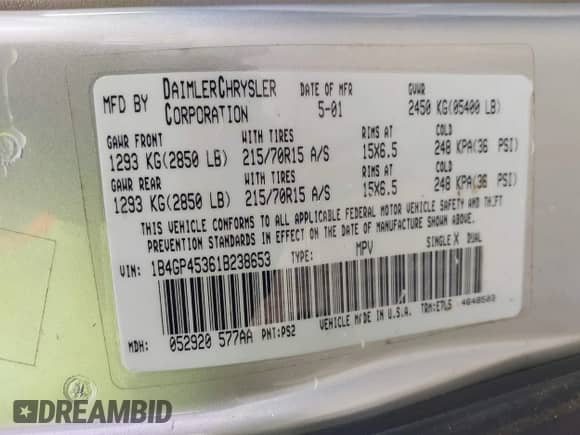 MFD BY DAIMLERCHRYSLER CORPORATION DATE OF MFR 5-01 GVWR 2450 KG(05400 LB)
GAWR FRONT WITH TIRES RIMS AT COLD
1293 KG(2850 LB) 215/70R15 A/S 15X6.5 248 KPA(36 PSI)
GAWR REAR WITH TIRES RIMS AT COLD
1293 KG(2850 LB) 215/70R15 A/S 15X6.5 248 KPA(36 PSI)
THIS VEHICLE CONFORMS TO ALL APPLICABLE FEDERAL MOTOR VEHICLE SAFETY AND THEFT
PREVENTION STANDARDS IN EFFECT ON THE DATE OF MANUFACTURE SHOWN ABOVE.
VIN: 1B4GP45361B238653 TYPE: MPV SINGLE X DUAL
VEHICLE MADE IN U.S.A. TRM:E7L5 4648503
MDH: 052920 577AA PNT:PS2
DREAMBID